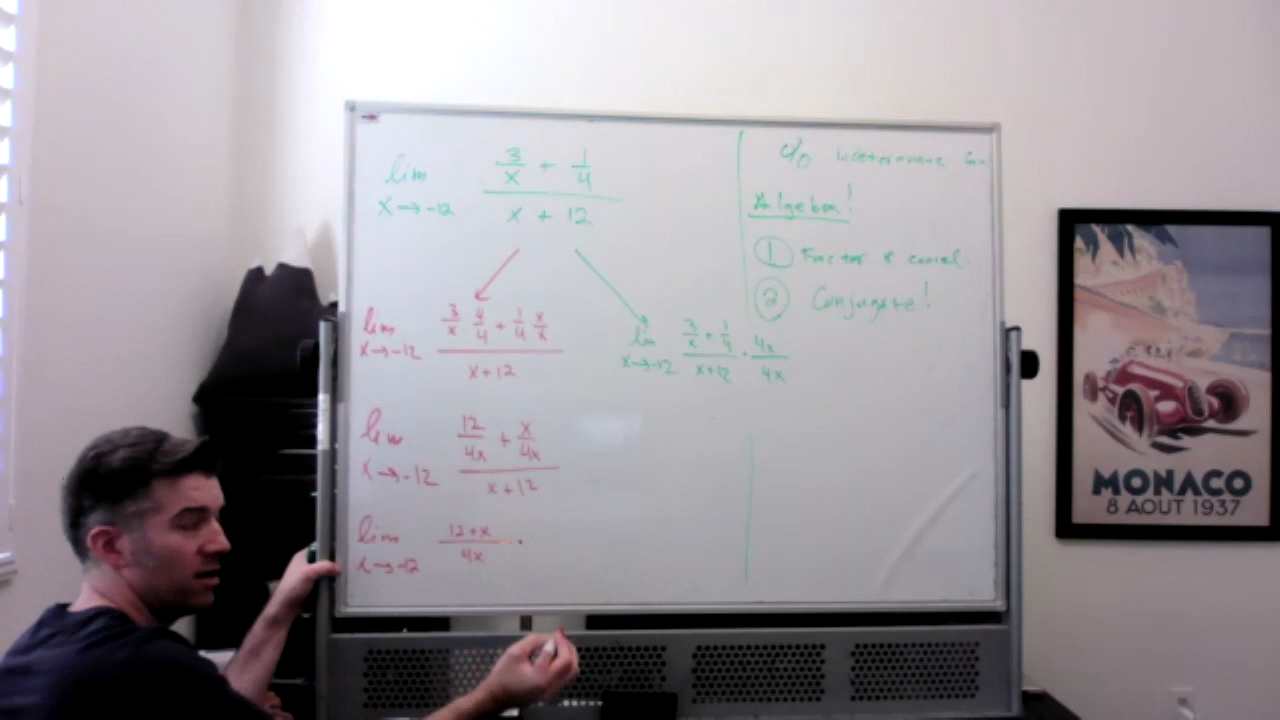 lim x→-12 (3/x + 1/4)/(x + 12)
lim x→-12 (3/x 4/4 + 1/4 x/x)/(x+12)
lim x→-12 (12/4x + x/4x)/(x+12)
lim x→-12 (12+x)/4x ·
lim x→-12 (3/x + 1/4)/(x+12) · 4x/4x
0/0
Algebra!
① Factor & cancel
② Conjugate!
MONACO
8 AOUT 1937